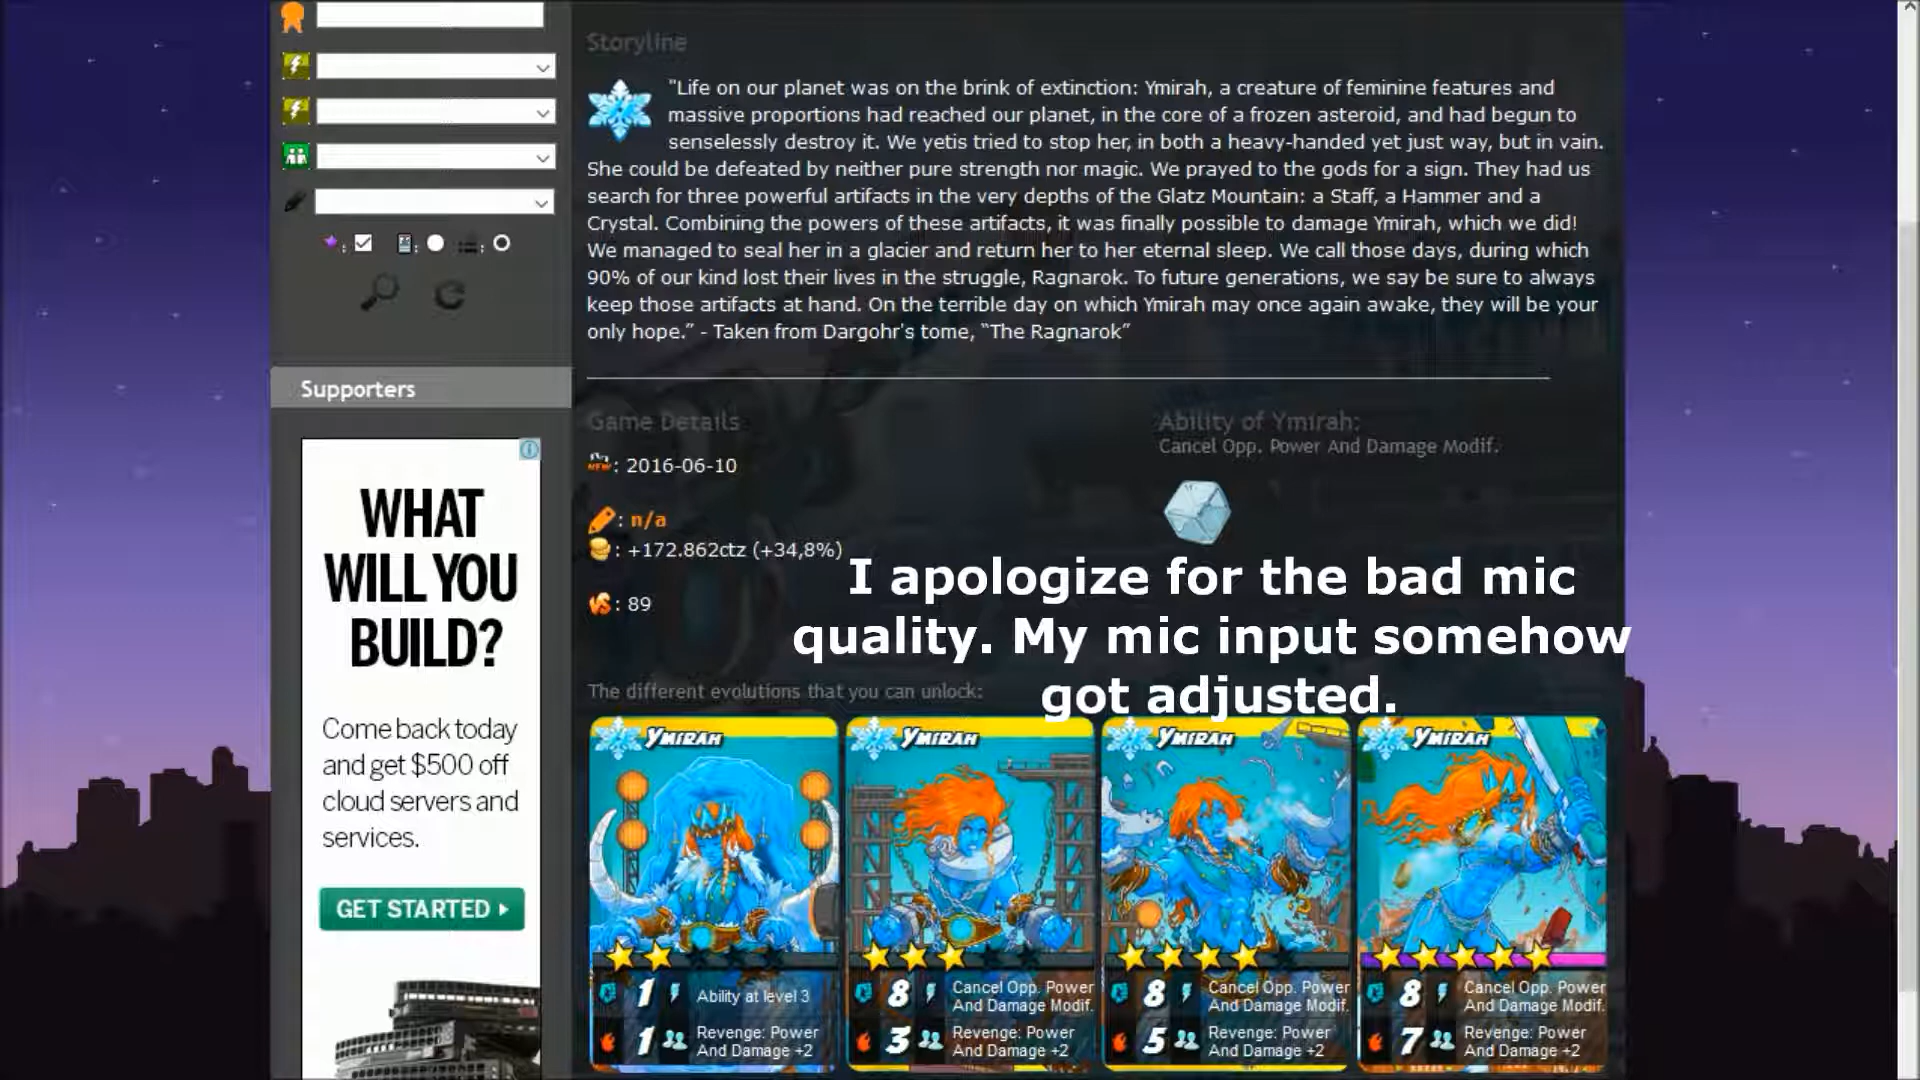 Storyline
"Life on our planet was on the brink of extinction: Ymirah, a creature of feminine features and
massive proportions had reached our planet, in the core of a frozen asteroid, and had begun to
senselessly destroy it. We yetis tried to stop her, in both a heavy-handed yet just way, but in vain.
She could be defeated by neither pure strength nor magic. We prayed to the gods for a sign. They had us
search for three powerful artifacts in the very depths of the Glatz Mountain: a Staff, a Hammer and a
Crystal. Combining the powers of these artifacts, it was finally possible to damage Ymirah, which we did!
We managed to seal her in a glacier and return her to her eternal sleep. We call those days, during which
90% of our kind lost their lives in the struggle, Ragnarok. To future generations, we say be sure to always
keep those artifacts at hand. On the terrible day on which Ymirah may once again awake, they will be your
only hope.” - Taken from Dargohr's tome, “The Ragnarok”
Supporters
WHAT
WILL YOU
BUILD?
Come back today
and get $500 off
cloud servers and
services.
GET STARTED
Game Details
NEW : 2016-06-10
: n/a
: +172.862ctz (+34,8%)
VS : 89
Ability of Ymirah:
Cancel Opp. Power And Damage Modif.
I apologize for the bad mic
quality. My mic input somehow
got adjusted.
The different evolutions that you can unlock:
YMIRAH
1 Ability at level 3
1 Revenge: Power
And Damage +2
YMIRAH
8 Cancel Opp. Power
And Damage Modif.
3 Revenge: Power
And Damage +2
YMIRAH
8 Cancel Opp. Power
And Damage Modif.
5 Revenge: Power
And Damage +2
YMIRAH
8 Cancel Opp. Power
And Damage Modif.
7 Revenge: Power
And Damage +2